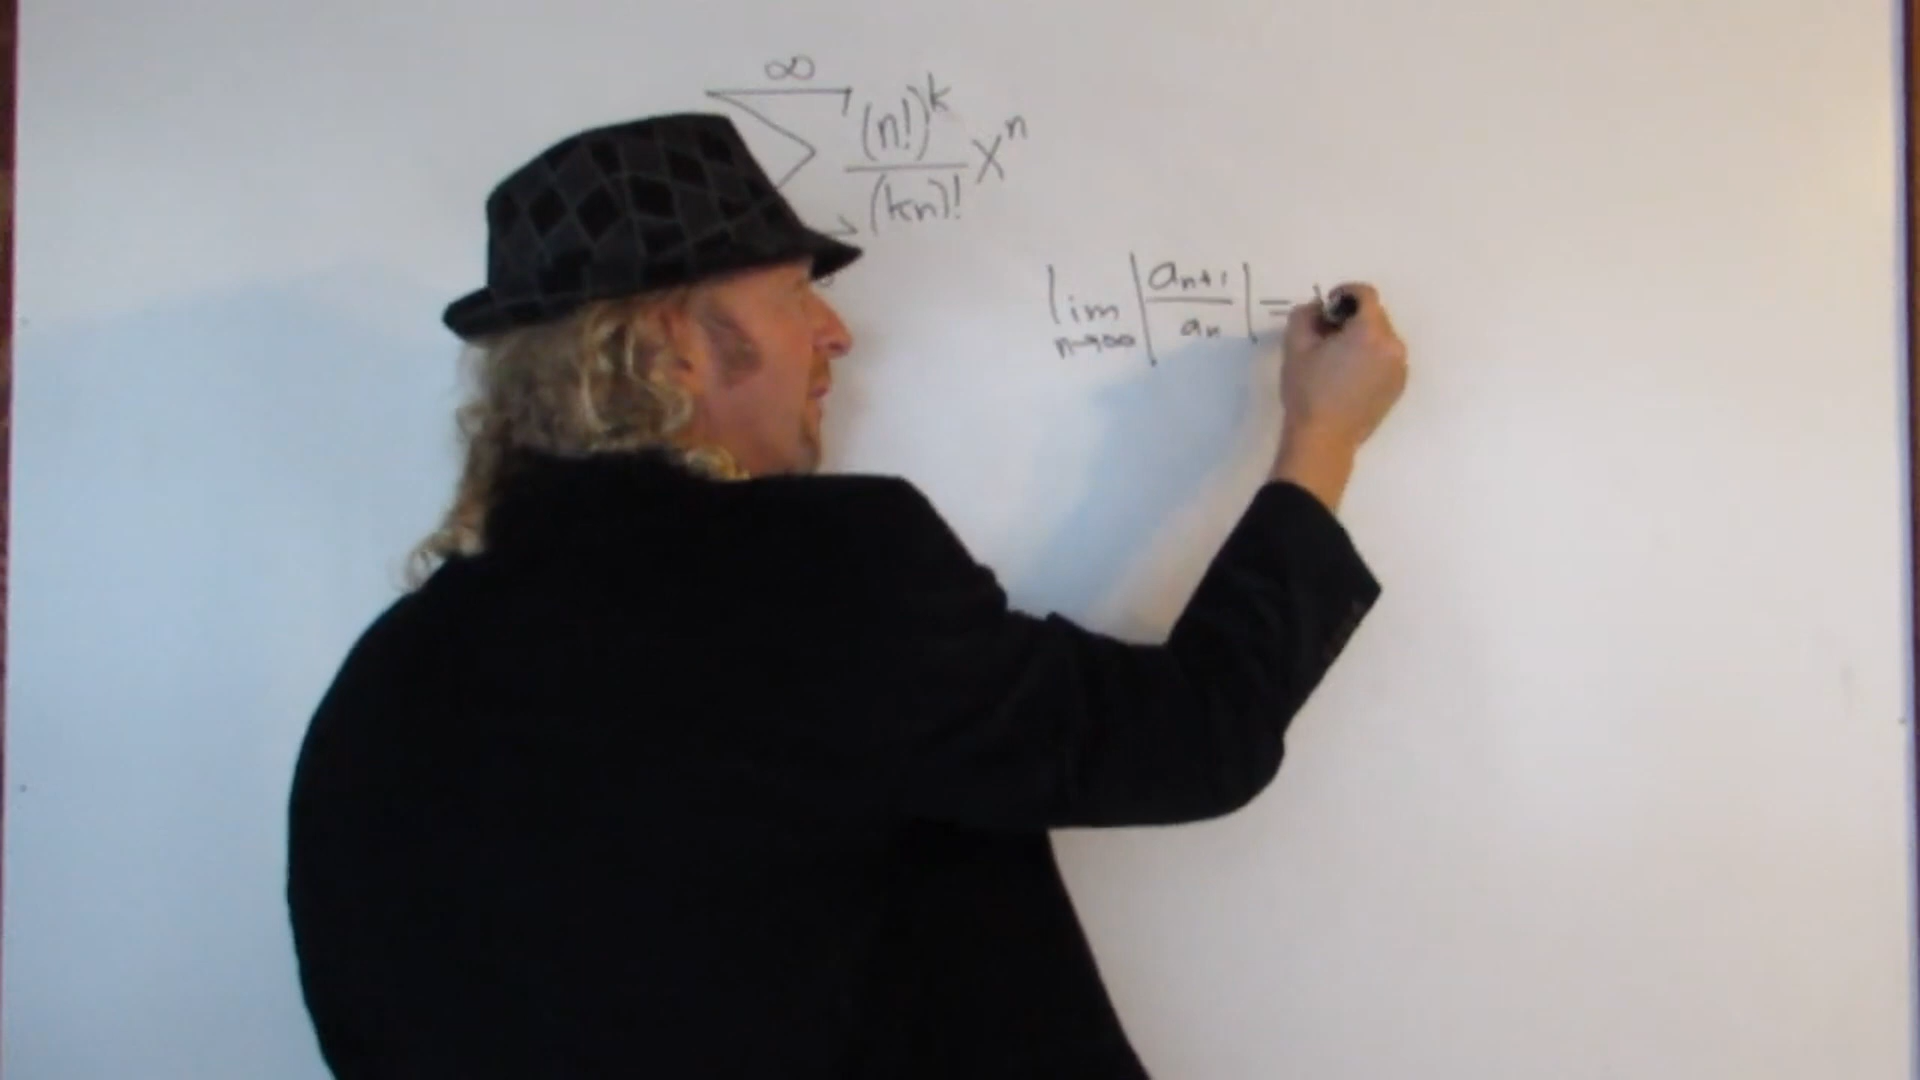 ∞
∑ (n!)^k / (kn)! x^n
lim n→∞ |a_{n+1} / a_n| =